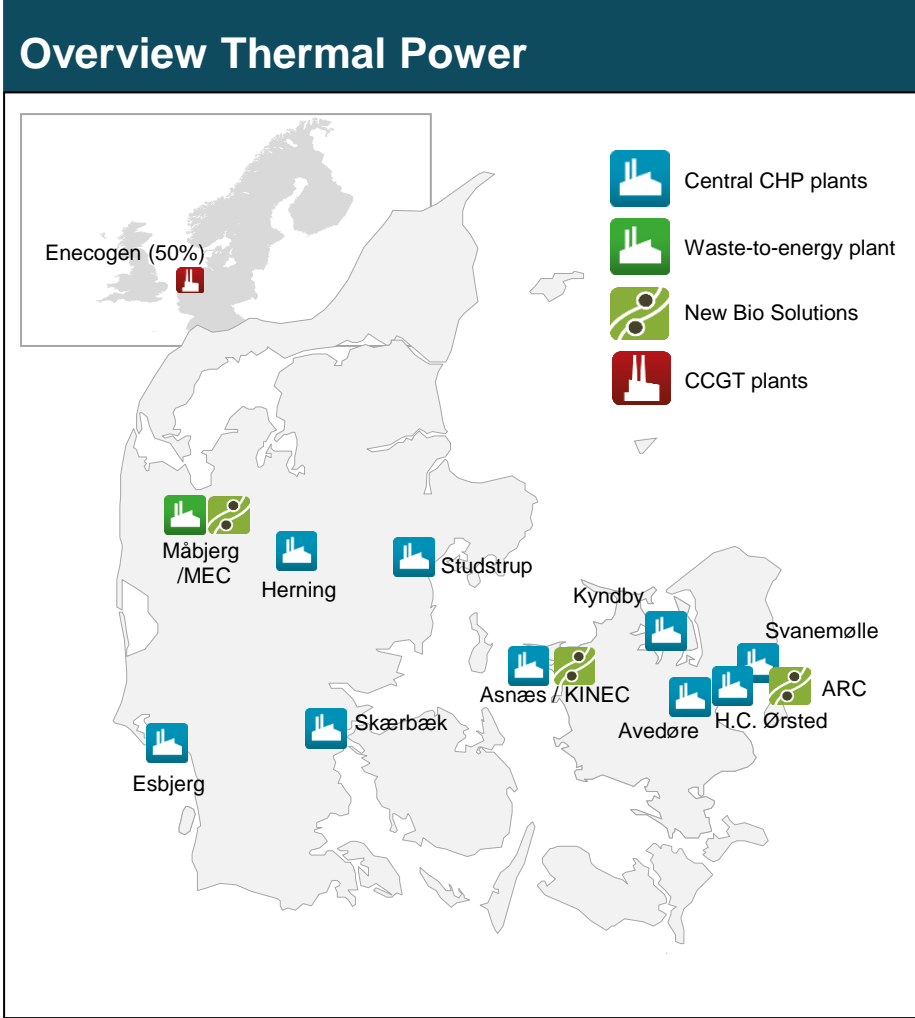 Overview Thermal Power
Enecogen (50%)
Central CHP plants
Waste-to-energy plant
New Bio Solutions
CCGT plants
Måbjerg
/MEC
Herning
Studstrup
Kyndby
Svanemølle
Asnæs / KINEC
ARC
Avedøre
H.C. Ørsted
Skærbæk
Esbjerg